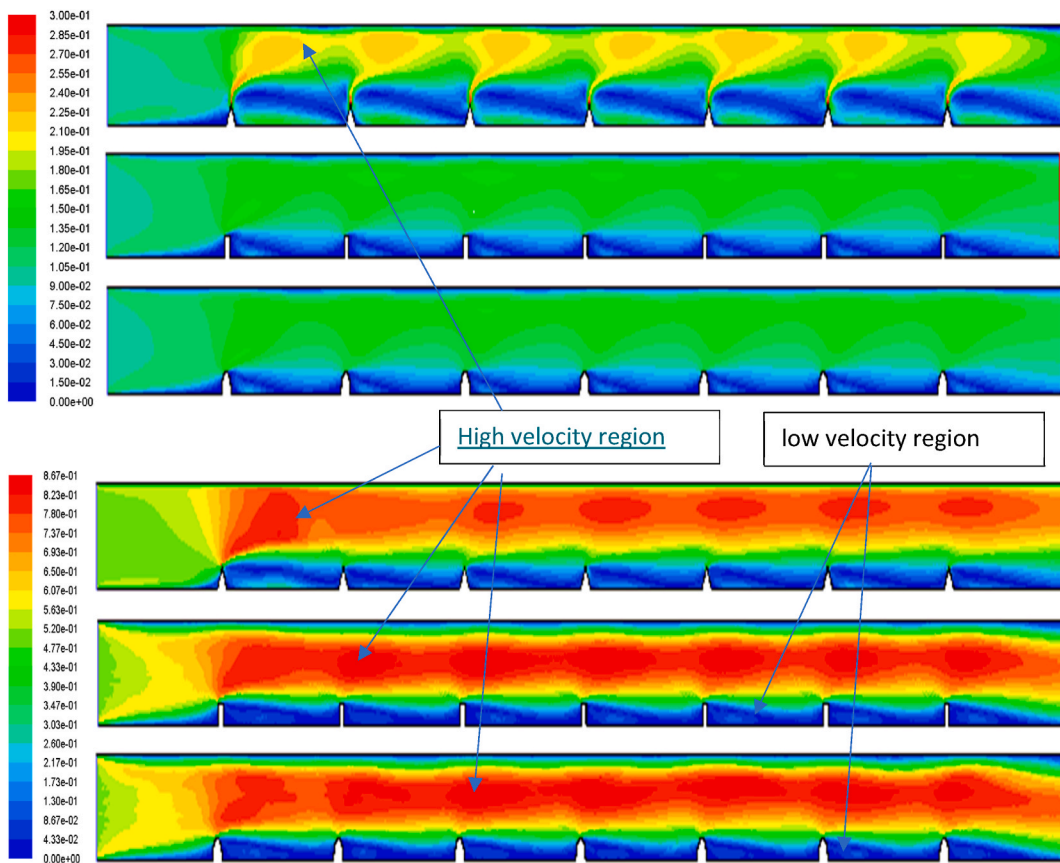 3.00e-01
2.85e-01
2.70e-01
2.55e-01
2.40e-01
2.25e-01
2.10e-01
1.95e-01
1.80e-01
1.65e-01
1.50e-01
1.35e-01
1.20e-01
1.05e-01
9.00e-02
7.50e-02
6.00e-02
4.50e-02
3.00e-02
1.50e-02
0.00e+00
High velocity region
low velocity region
8.67e-01
8.23e-01
7.80e-01
7.37e-01
6.93e-01
6.50e-01
6.07e-01
5.63e-01
5.20e-01
4.77e-01
4.33e-01
3.90e-01
3.47e-01
3.03e-01
2.60e-01
2.17e-01
1.73e-01
1.30e-01
8.67e-02
4.33e-02
0.00e+00